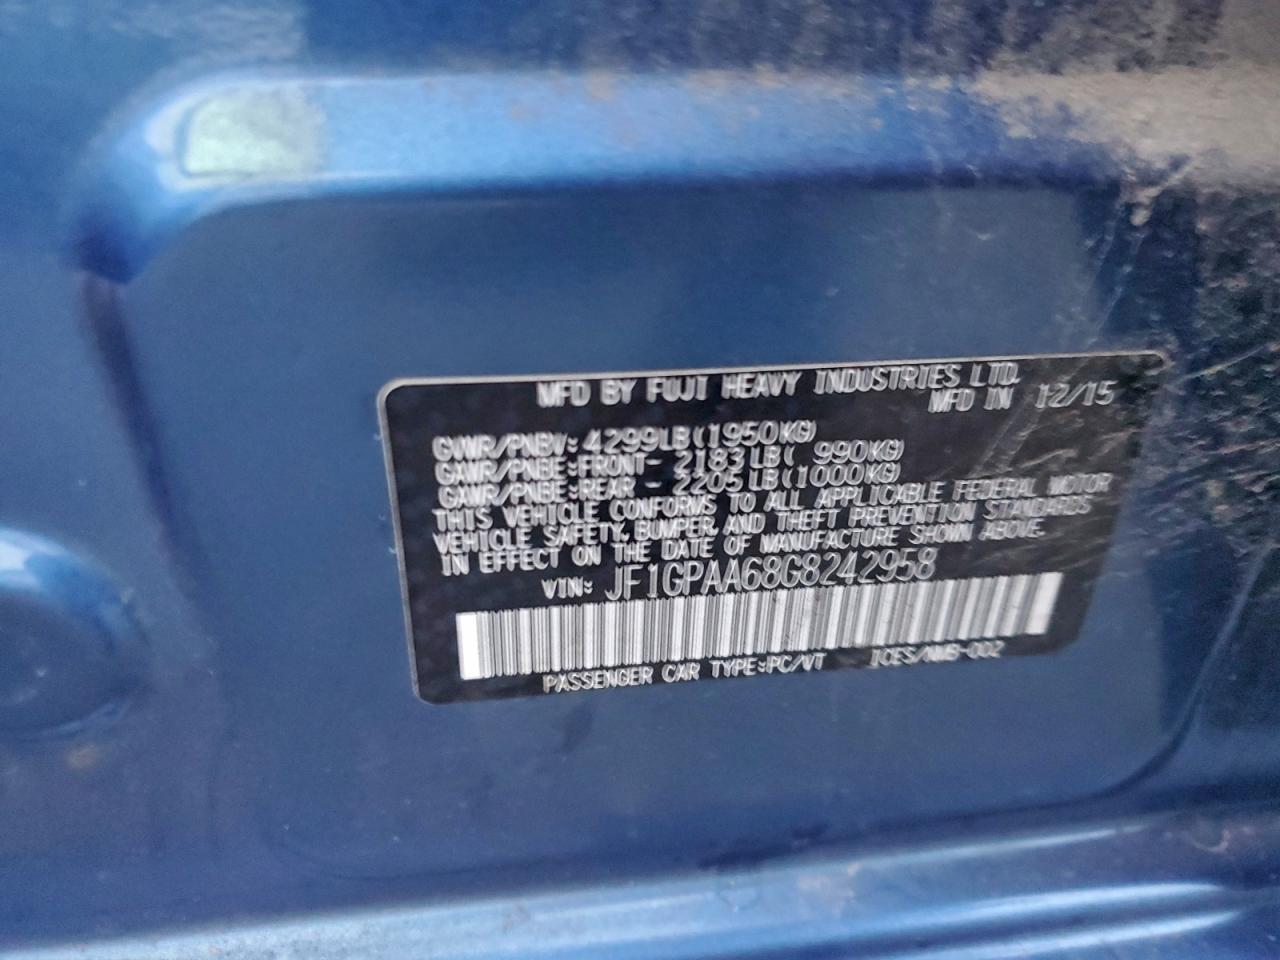 MFD BY FUJI HEAVY INDUSTRIES LTD.
MFD IN 12/15
GVWR/PNBV: 4299LB(1950KG)
GAWR/PNBE:FRONT- 2183 LB( 990KG)
GAWR/PNBE:REAR - 2205 LB(1000KG)
THIS VEHICLE CONFORMS TO ALL APPLICABLE FEDERAL MOTOR
VEHICLE SAFETY, BUMPER, AND THEFT PREVENTION STANDARDS
IN EFFECT ON THE DATE OF MANUFACTURE SHOWN ABOVE.
VIN: JF1GPAA68G8242958
PASSENGER CAR TYPE:PC/VT ICES/NMB-002